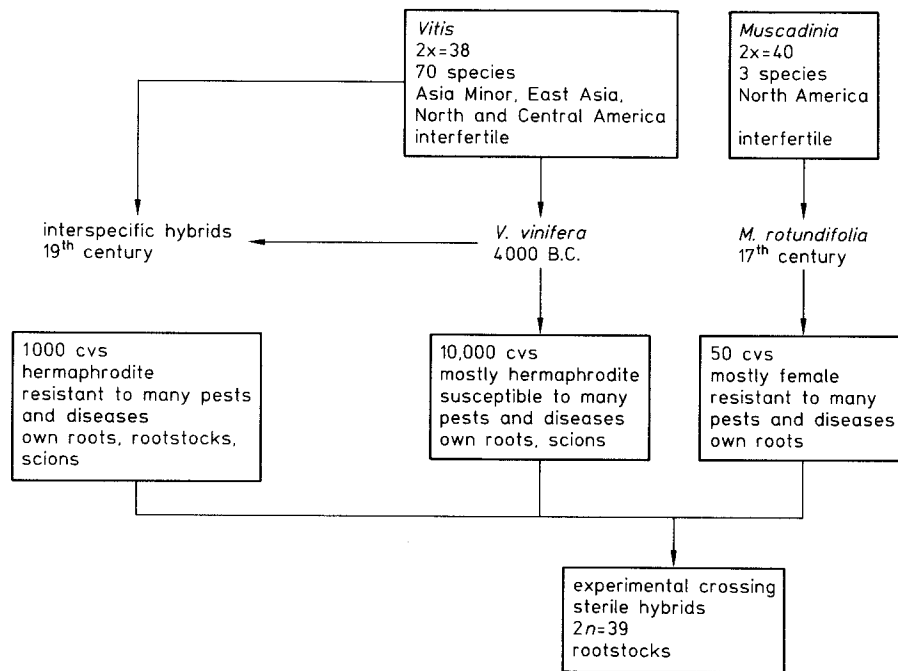 Vitis
2x=38
70 species
Asia Minor, East Asia,
North and Central America
interfertile
Muscadinia
2x=40
3 species
North America
interfertile
interspecific hybrids
19th century
V. vinifera
4000 B.C.
M. rotundifolia
17th century
1000 cvs
hermaphrodite
resistant to many pests
and diseases
own roots, rootstocks,
scions
10,000 cvs
mostly hermaphrodite
susceptible to many
pests and diseases
own roots, scions
50 cvs
mostly female
resistant to many
pests and diseases
own roots
experimental crossing
sterile hybrids
2n=39
rootstocks